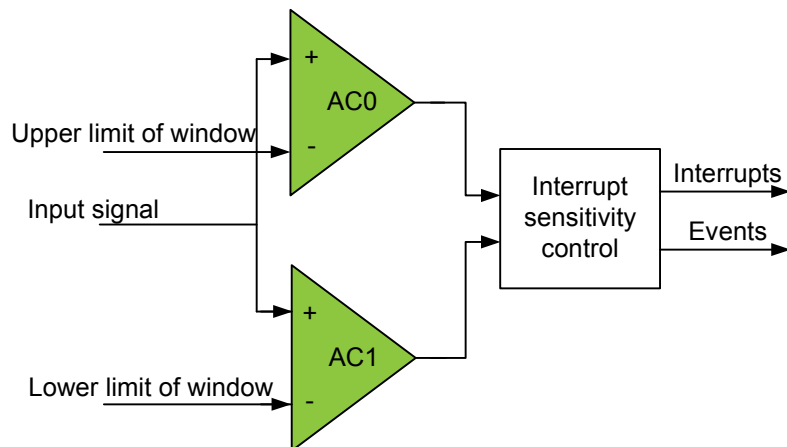 +
AC0
-
Upper limit of window
Input signal
Interrupt
sensitivity
control
Interrupts
Events
+
AC1
-
Lower limit of window